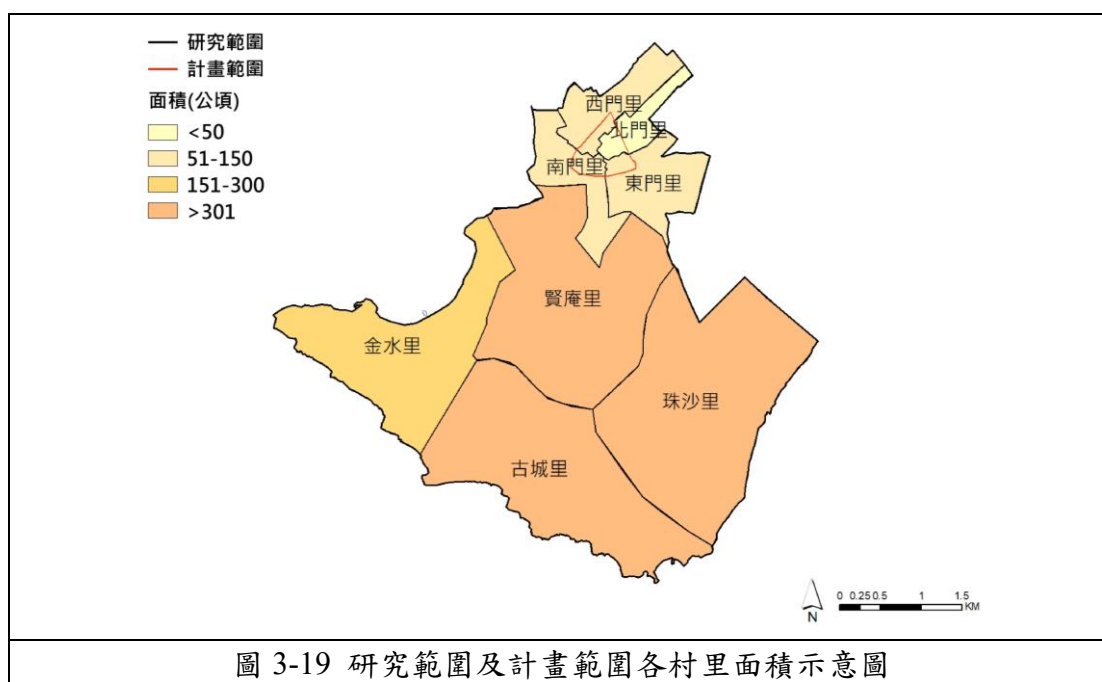 研究範圍
計畫範圍
面積(公頃)
<50
51-150
151-300
>301
西門里
北門里
南門里
東門里
賢庵里
金水里
珠沙里
古城里
N
0 0.25 0.5 1 1.5
KM
圖 3-19 研究範圍及計畫範圍各村里面積示意圖